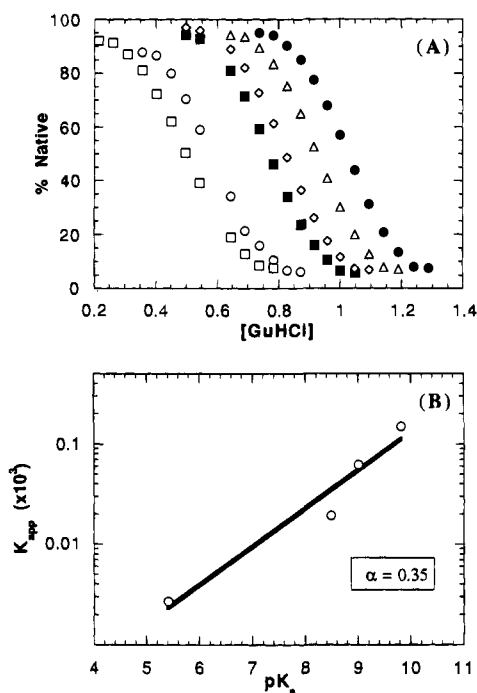 (A)
% Native
100
80
60
40
20
0
0.2 0.4 0.6 0.8 1 1.2 1.4
[GuHCl]
(B)
K_app (x10³)
0.1
0.01
α = 0.35
4 5 6 7 8 9 10 11
pK_a